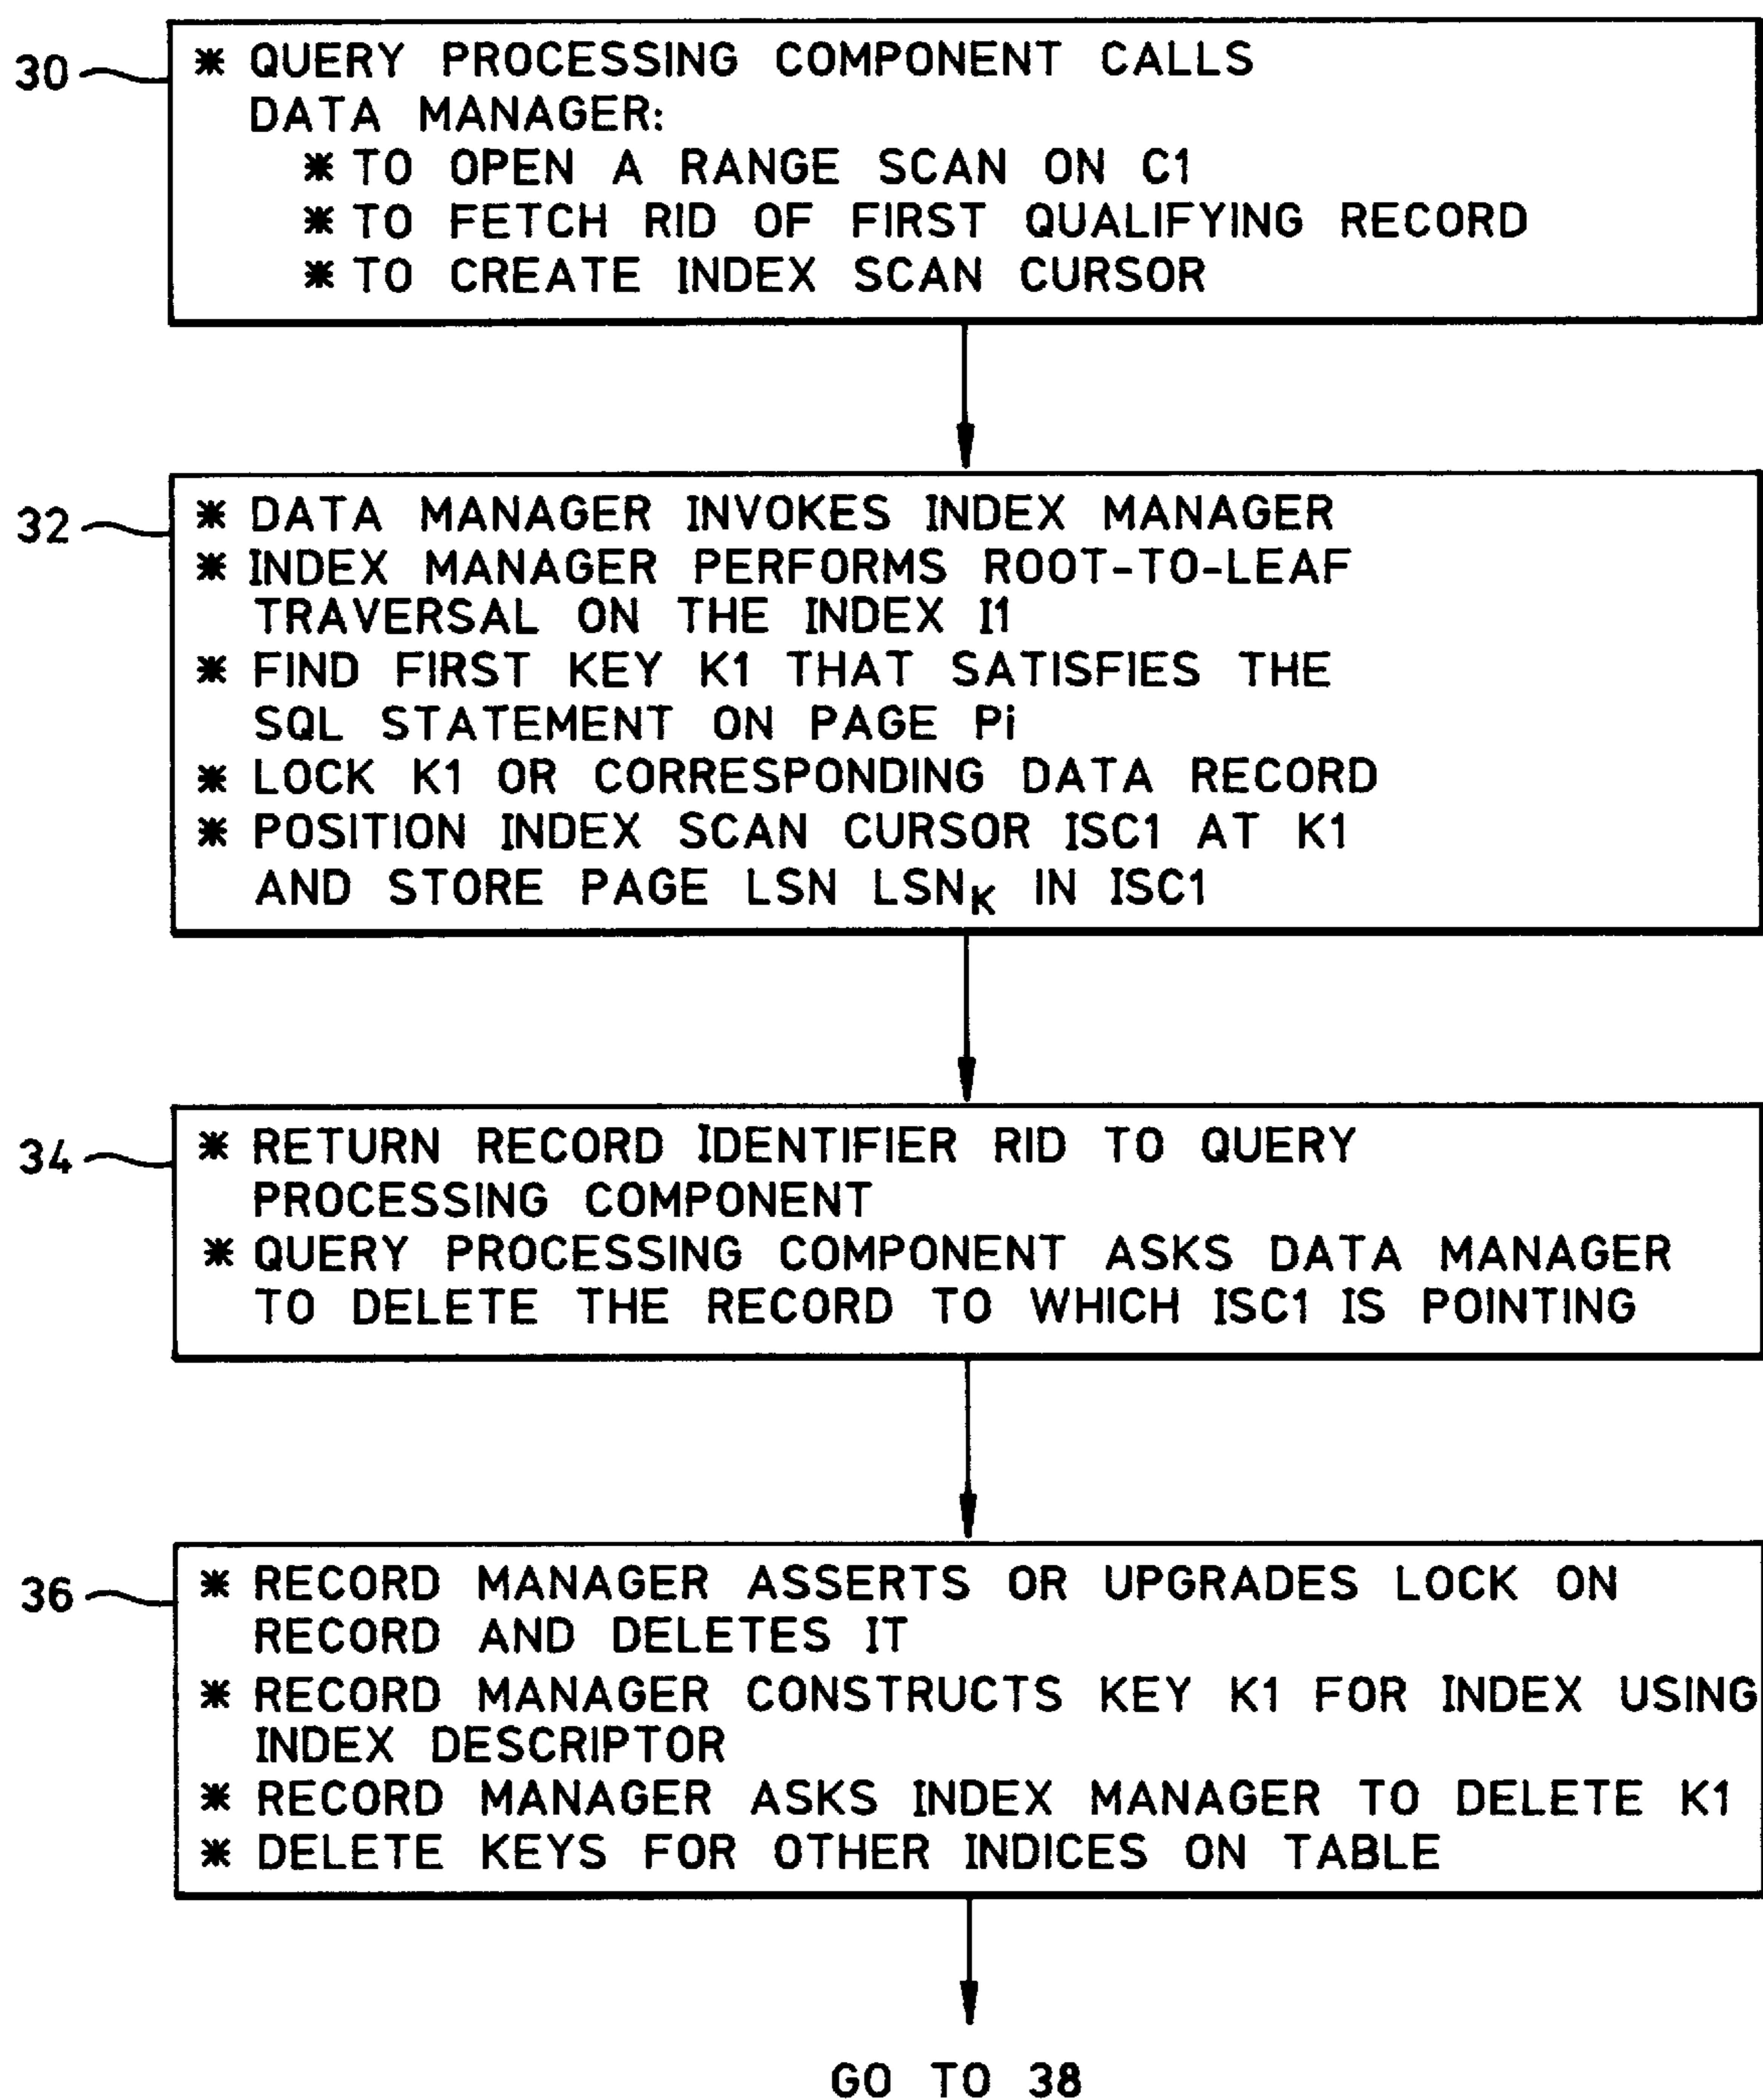 30
* QUERY PROCESSING COMPONENT CALLS
DATA MANAGER:
* TO OPEN A RANGE SCAN ON C1
* TO FETCH RID OF FIRST QUALIFYING RECORD
* TO CREATE INDEX SCAN CURSOR
32
* DATA MANAGER INVOKES INDEX MANAGER
* INDEX MANAGER PERFORMS ROOT-TO-LEAF
TRAVERSAL ON THE INDEX I1
* FIND FIRST KEY K1 THAT SATISFIES THE
SQL STATEMENT ON PAGE Pi
* LOCK K1 OR CORRESPONDING DATA RECORD
* POSITION INDEX SCAN CURSOR ISC1 AT K1
AND STORE PAGE LSN LSNK IN ISC1
34
* RETURN RECORD IDENTIFIER RID TO QUERY
PROCESSING COMPONENT
* QUERY PROCESSING COMPONENT ASKS DATA MANAGER
TO DELETE THE RECORD TO WHICH ISC1 IS POINTING
36
* RECORD MANAGER ASSERTS OR UPGRADES LOCK ON
RECORD AND DELETES IT
* RECORD MANAGER CONSTRUCTS KEY K1 FOR INDEX USING
INDEX DESCRIPTOR
* RECORD MANAGER ASKS INDEX MANAGER TO DELETE K1
* DELETE KEYS FOR OTHER INDICES ON TABLE
GO TO 38